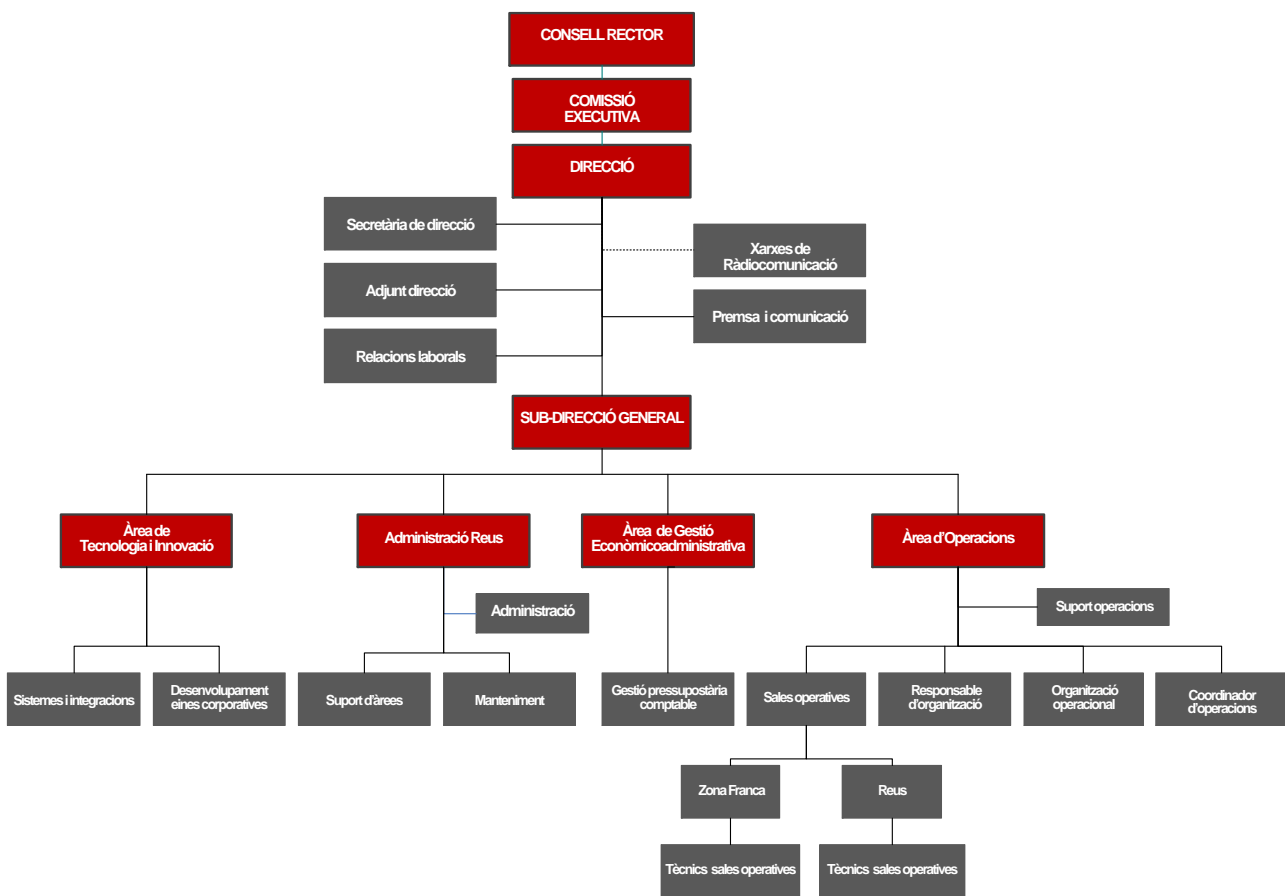 CONSELL RECTOR
COMISSIÓ
EXECUTIVA
DIRECCIÓ
Secretària de direcció
Xarxes de
Ràdiocomunicació
Adjunt direcció
Premsa i comunicació
Relacions laborals
SUB-DIRECCIÓ GENERAL
Àrea de
Tecnologia i Innovació
Administració Reus
Àrea de Gestió
Econòmicoadministrativa
Àrea d'Operacions
Administració
Suport operacions
Sistemes i integracions
Desenvolupament
eines corporatives
Suport d'àrees
Manteniment
Gestió pressupostària
comptable
Sales operatives
Responsable
d'organització
Organització
operacional
Coordinador
d'operacions
Zona Franca
Reus
Tècnics sales operatives
Tècnics sales operatives